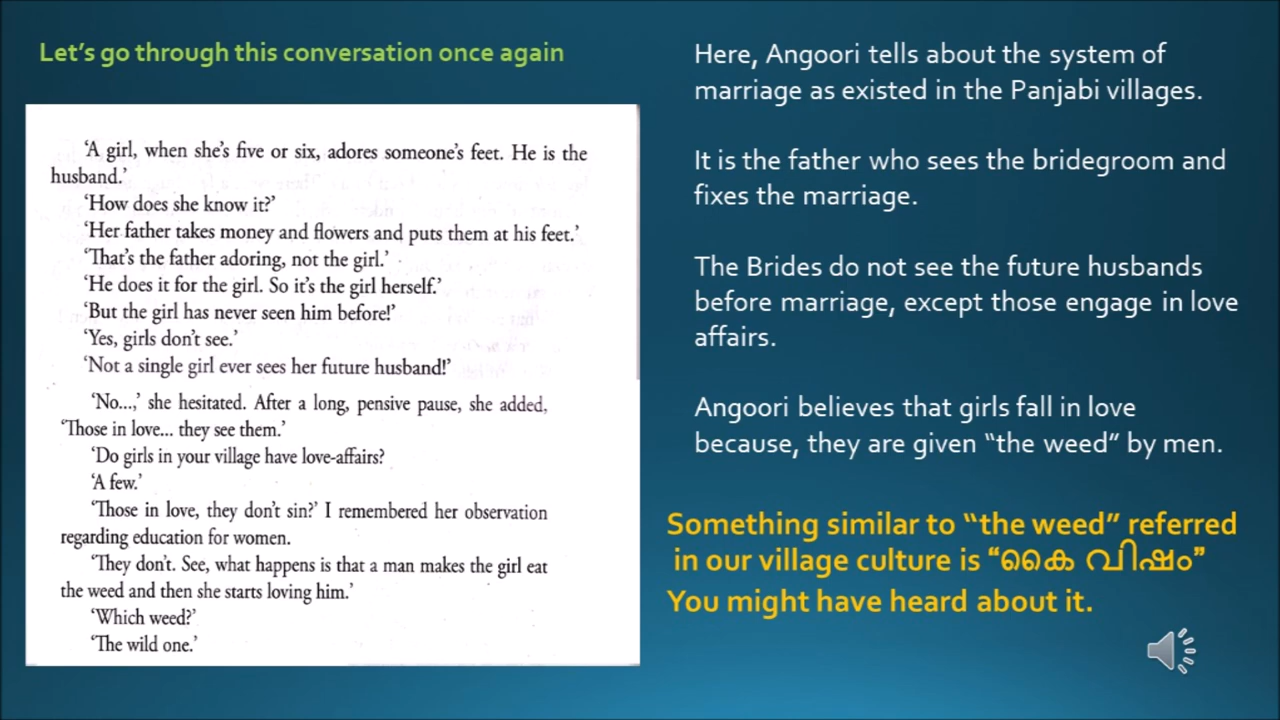 Let's go through this conversation once again
'A girl, when she's five or six, adores someone's feet. He is the
husband.'
'How does she know it?'
'Her father takes money and flowers and puts them at his feet.'
'That's the father adoring, not the girl.'
'He does it for the girl. So it's the girl herself.'
'But the girl has never seen him before!'
'Yes, girls don't see.'
'Not a single girl ever sees her future husband!'
'No...,' she hesitated. After a long, pensive pause, she added,
'Those in love... they see them.'
'Do girls in your village have love-affairs?
'A few.'
'Those in love, they don't sin?' I remembered her observation
regarding education for women.
'They don't. See, what happens is that a man makes the girl eat
the weed and then she starts loving him.'
'Which weed?'
'The wild one.'
Here, Angoori tells about the system of
marriage as existed in the Panjabi villages.
It is the father who sees the bridegroom and
fixes the marriage.
The Brides do not see the future husbands
before marriage, except those engage in love
affairs.
Angoori believes that girls fall in love
because, they are given “the weed” by men.
Something similar to “the weed” referred
in our village culture is “കൈ വിഷം”
You might have heard about it.